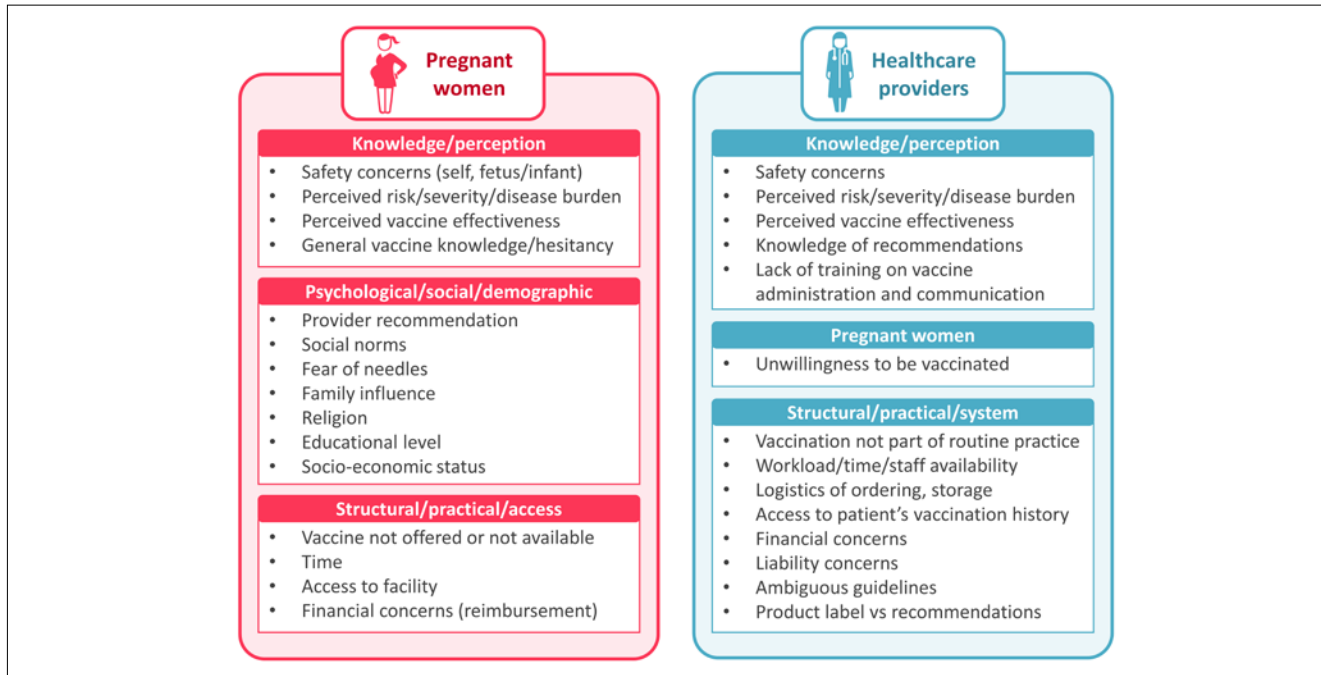 Pregnant
women
Knowledge/perception
• Safety concerns (self, fetus/infant)
• Perceived risk/severity/disease burden
• Perceived vaccine effectiveness
• General vaccine knowledge/hesitancy
Psychological/social/demographic
• Provider recommendation
• Social norms
• Fear of needles
• Family influence
• Religion
• Educational level
• Socio-economic status
Structural/practical/access
• Vaccine not offered or not available
• Time
• Access to facility
• Financial concerns (reimbursement)
Healthcare
providers
Knowledge/perception
• Safety concerns
• Perceived risk/severity/disease burden
• Perceived vaccine effectiveness
• Knowledge of recommendations
• Lack of training on vaccine
administration and communication
Pregnant women
• Unwillingness to be vaccinated
Structural/practical/system
• Vaccination not part of routine practice
• Workload/time/staff availability
• Logistics of ordering, storage
• Access to patient's vaccination history
• Financial concerns
• Liability concerns
• Ambiguous guidelines
• Product label vs recommendations